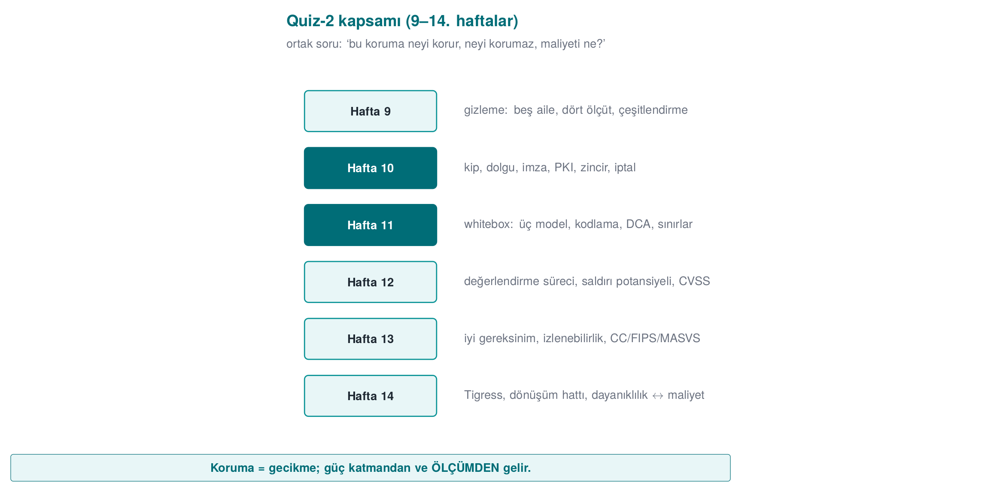 Quiz-2 kapsamı (9–14. haftalar)
ortak soru: ‘bu koruma neyi korur, neyi korumaz, maliyeti ne?’
Hafta 9
gizleme: beş aile, dört ölçüt, çeşitlendirme
Hafta 10
kip, dolgu, imza, PKI, zincir, iptal
Hafta 11
whitebox: üç model, kodlama, DCA, sınırlar
Hafta 12
değerlendirme süreci, saldırı potansiyeli, CVSS
Hafta 13
iyi gereksinim, izlenebilirlik, CC/FIPS/MASVS
Hafta 14
Tigress, dönüşüm hattı, dayanıklılık ↔ maliyet
Koruma = gecikme; güç katmandan ve ÖLÇÜMDEN gelir.